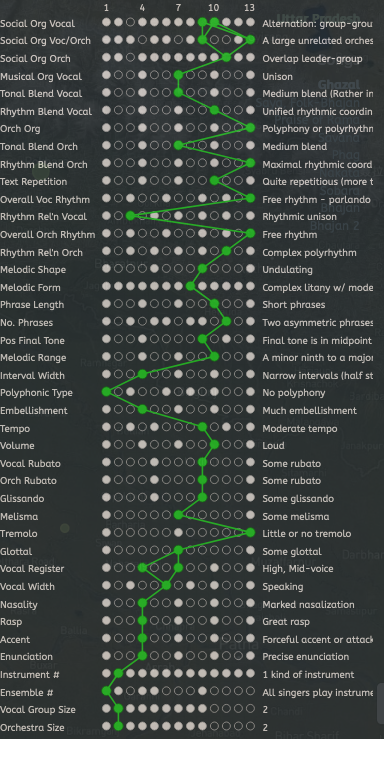 1 4 7 10 13
Social Org Vocal Alternation: group-grou
Social Org Voc/Orch A large unrelated orches
Social Org Orch Overlap leader-group
Musical Org Vocal Unison
Tonal Blend Vocal Medium blend (Rather in
Rhythm Blend Vocal Unified rhythmic coordin
Orch Org Polyphony or polyrhythm
Tonal Blend Orch Medium blend
Rhythm Blend Orch Maximal rhythmic coord
Text Repetition Quite repetitious (more t
Overall Voc Rhythm Free rhythm - parlando
Rhythm Rel'n Vocal Rhythmic unison
Overall Orch Rhythm Free rhythm
Rhythm Rel'n Orch Complex polyrhythm
Melodic Shape Undulating
Melodic Form Complex litany w/ mode
Phrase Length Short phrases
No. Phrases Two asymmetric phrases
Pos Final Tone Final tone is in midpoint
Melodic Range A minor ninth to a major
Interval Width Narrow intervals (half st
Polyphonic Type No polyphony
Embellishment Much embellishment
Tempo Moderate tempo
Volume Loud
Vocal Rubato Some rubato
Orch Rubato Some rubato
Glissando Some glissando
Melisma Some melisma
Tremolo Little or no tremolo
Glottal Some glottal
Vocal Register High, Mid-voice
Vocal Width Speaking
Nasality Marked nasalization
Rasp Great rasp
Accent Forceful accent or attack
Enunciation Precise enunciation
Instrument # 1 kind of instrument
Ensemble # All singers play instrume
Vocal Group Size 2
Orchestra Size 2
Uttar Pradesh
Ghazal
Bhajan
Bhajan 2